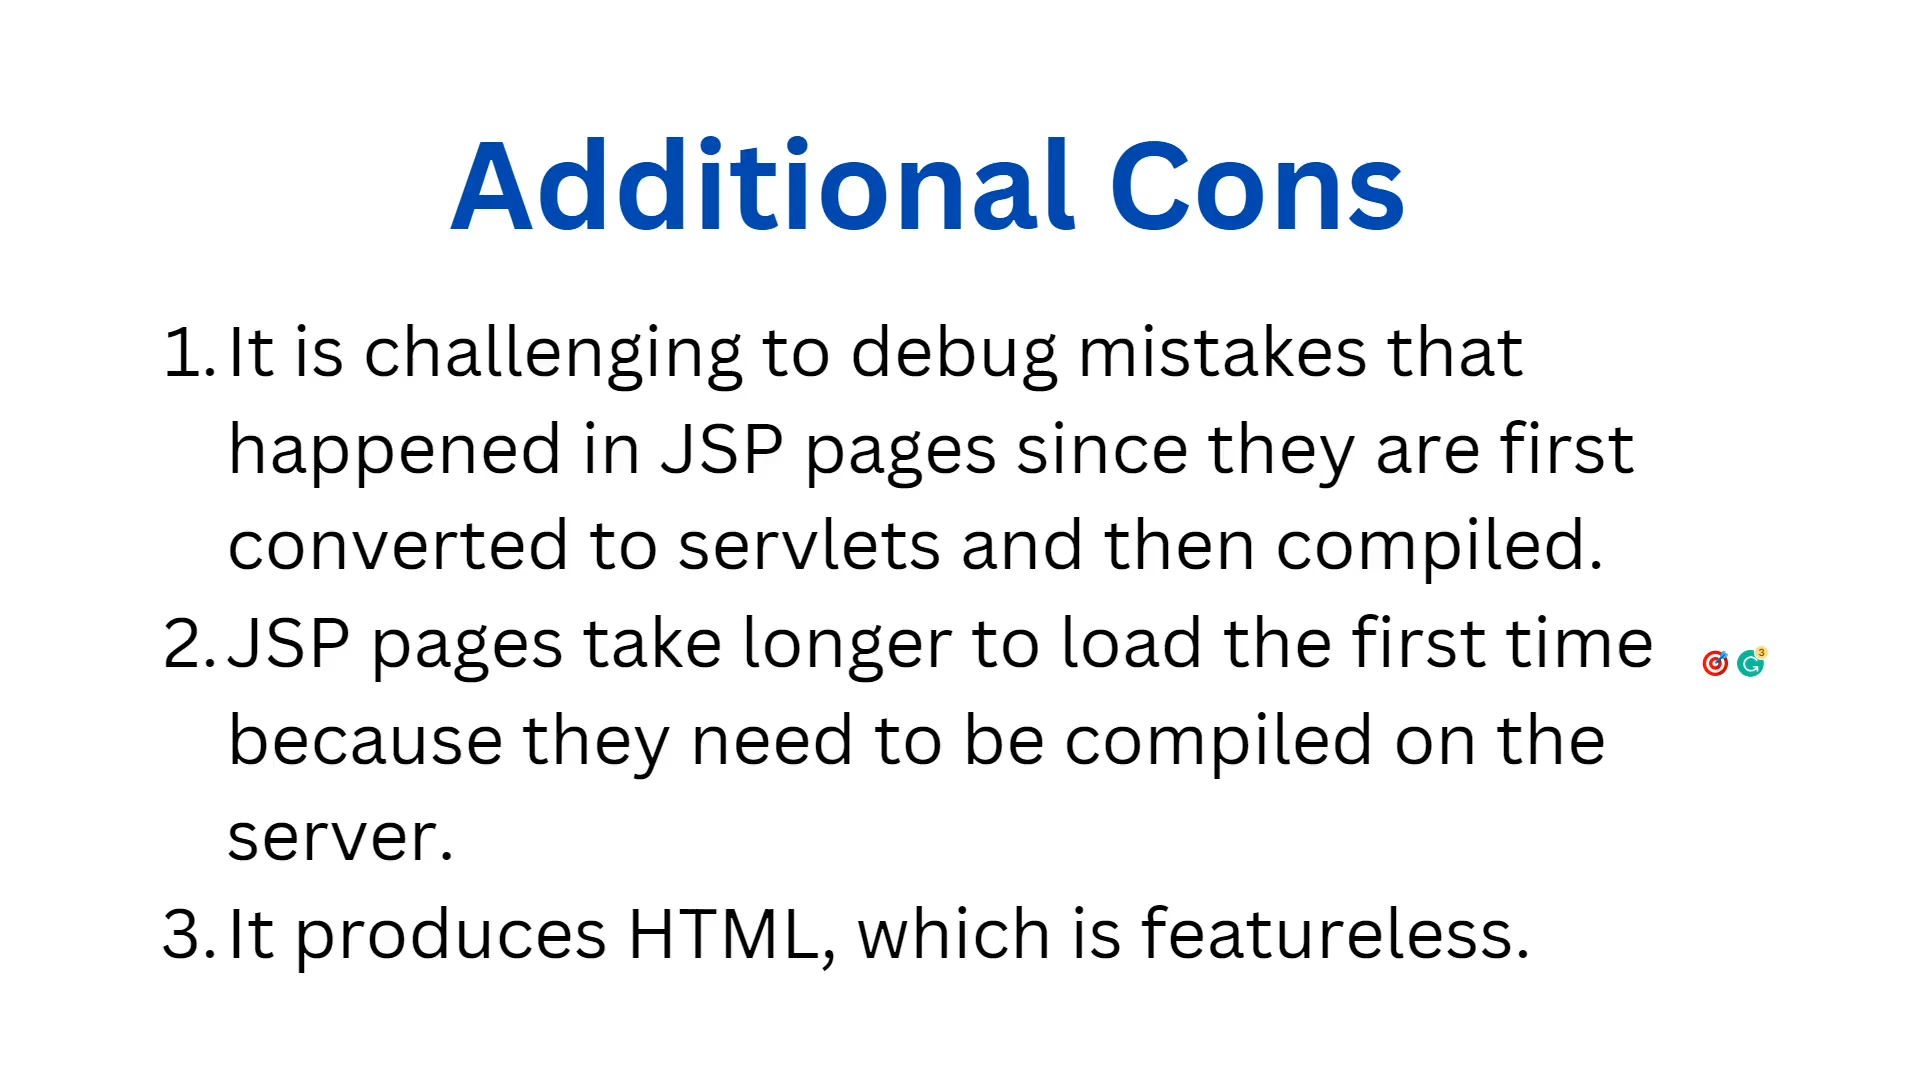 Additional Cons
1. It is challenging to debug mistakes that
happened in JSP pages since they are first
converted to servlets and then compiled.
2. JSP pages take longer to load the first time
because they need to be compiled on the
server.
3. It produces HTML, which is featureless.
3